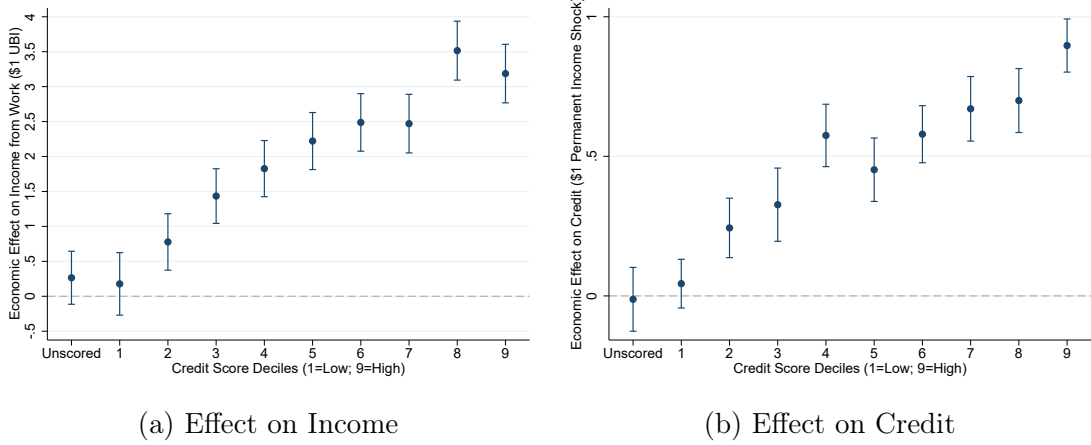 Economic Effect on Income from Work ($1 UBI)
4
3.5
3
2.5
2
1.5
1
.5
0
-.5
Unscored 1 2 3 4 5 6 7 8 9
Credit Score Deciles (1=Low; 9=High)
(a) Effect on Income
Economic Effect on Credit ($1 Permanent Income Shock)
1
.5
0
Unscored 1 2 3 4 5 6 7 8 9
Credit Score Deciles (1=Low; 9=High)
(b) Effect on Credit